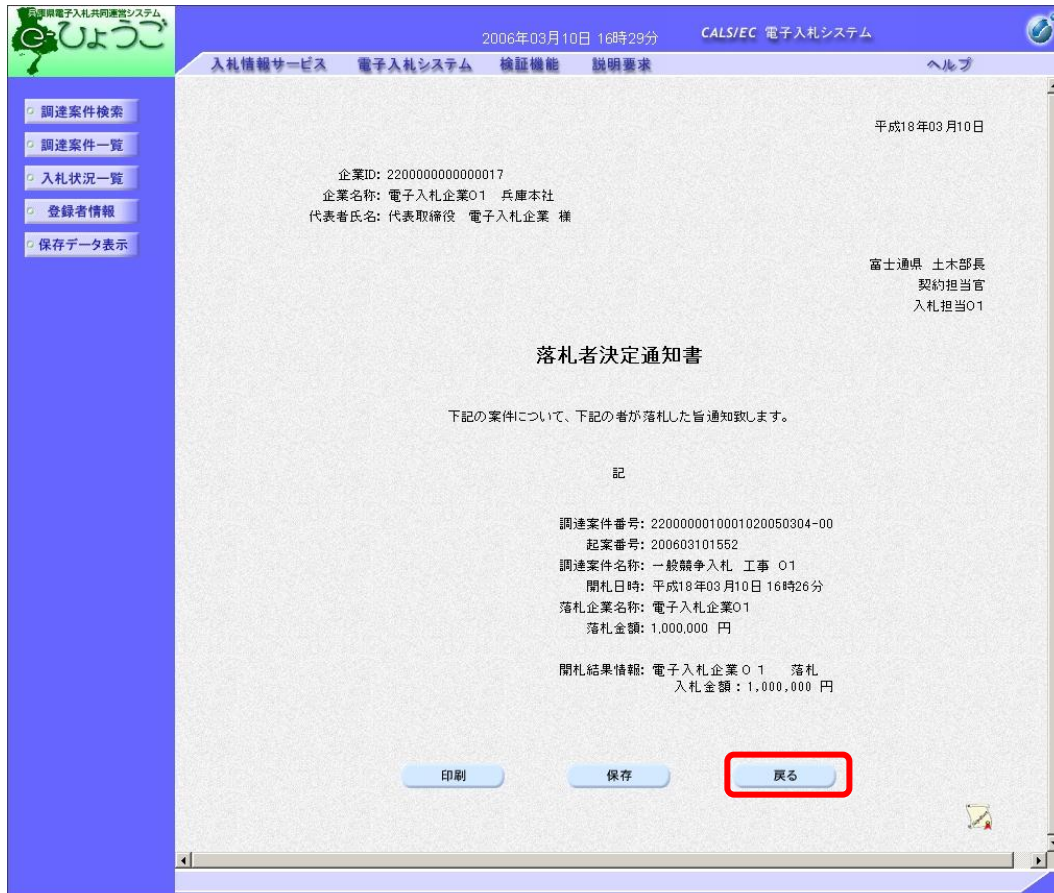 兵庫県電子入札共同運営システム
e-ひょうご
2006年03月10日 16時29分
CALS/EC 電子入札システム
入札情報サービス 電子入札システム 検証機能 説明要求 ヘルプ
調達案件検索
調達案件一覧
入札状況一覧
登録者情報
保存データ表示
平成18年03月10日
企業ID: 2200000000000017
企業名称: 電子入札企業01 兵庫本社
代表者氏名: 代表取締役 電子入札企業 様
富士通県 土木部長
契約担当官
入札担当01
落札者決定通知書
下記の案件について、下記の者が落札した旨通知致します。
記
調達案件番号: 2200000010001020050304-00
起案番号: 200603101552
調達案件名称: 一般競争入札 工事 01
開札日時: 平成18年03月10日 16時26分
落札企業名称: 電子入札企業01
落札金額: 1,000,000 円
開札結果情報: 電子入札企業01 落札
入札金額:1,000,000 円
印刷 保存 戻る